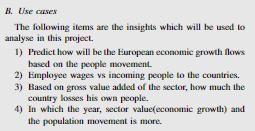 B. Use cases
The following items are the insights which will be used to
analyse in this project.
1) Predict how will be the European economic growth flows
based on the people movement.
2) Employee wages vs incoming people to the countries.
3) Based on gross value added of the sector, how much the
country losses his own people.
4) In which the year, sector value(economic growth) and
the population movement is more.